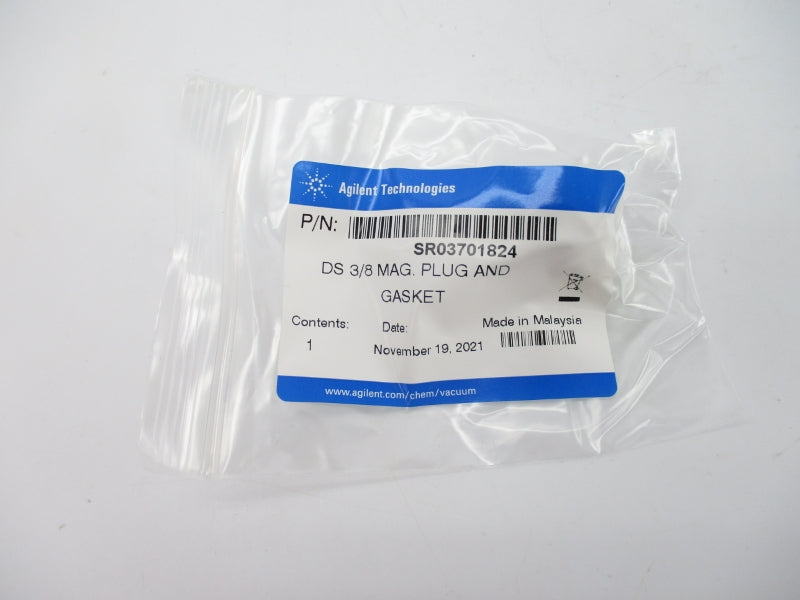 Agilent Technologies
P/N:
SR03701824
DS 3/8 MAG. PLUG AND
GASKET
Contents: Date: Made in Malaysia
1 November 19, 2021
www.agilent.com/chem/vacuum